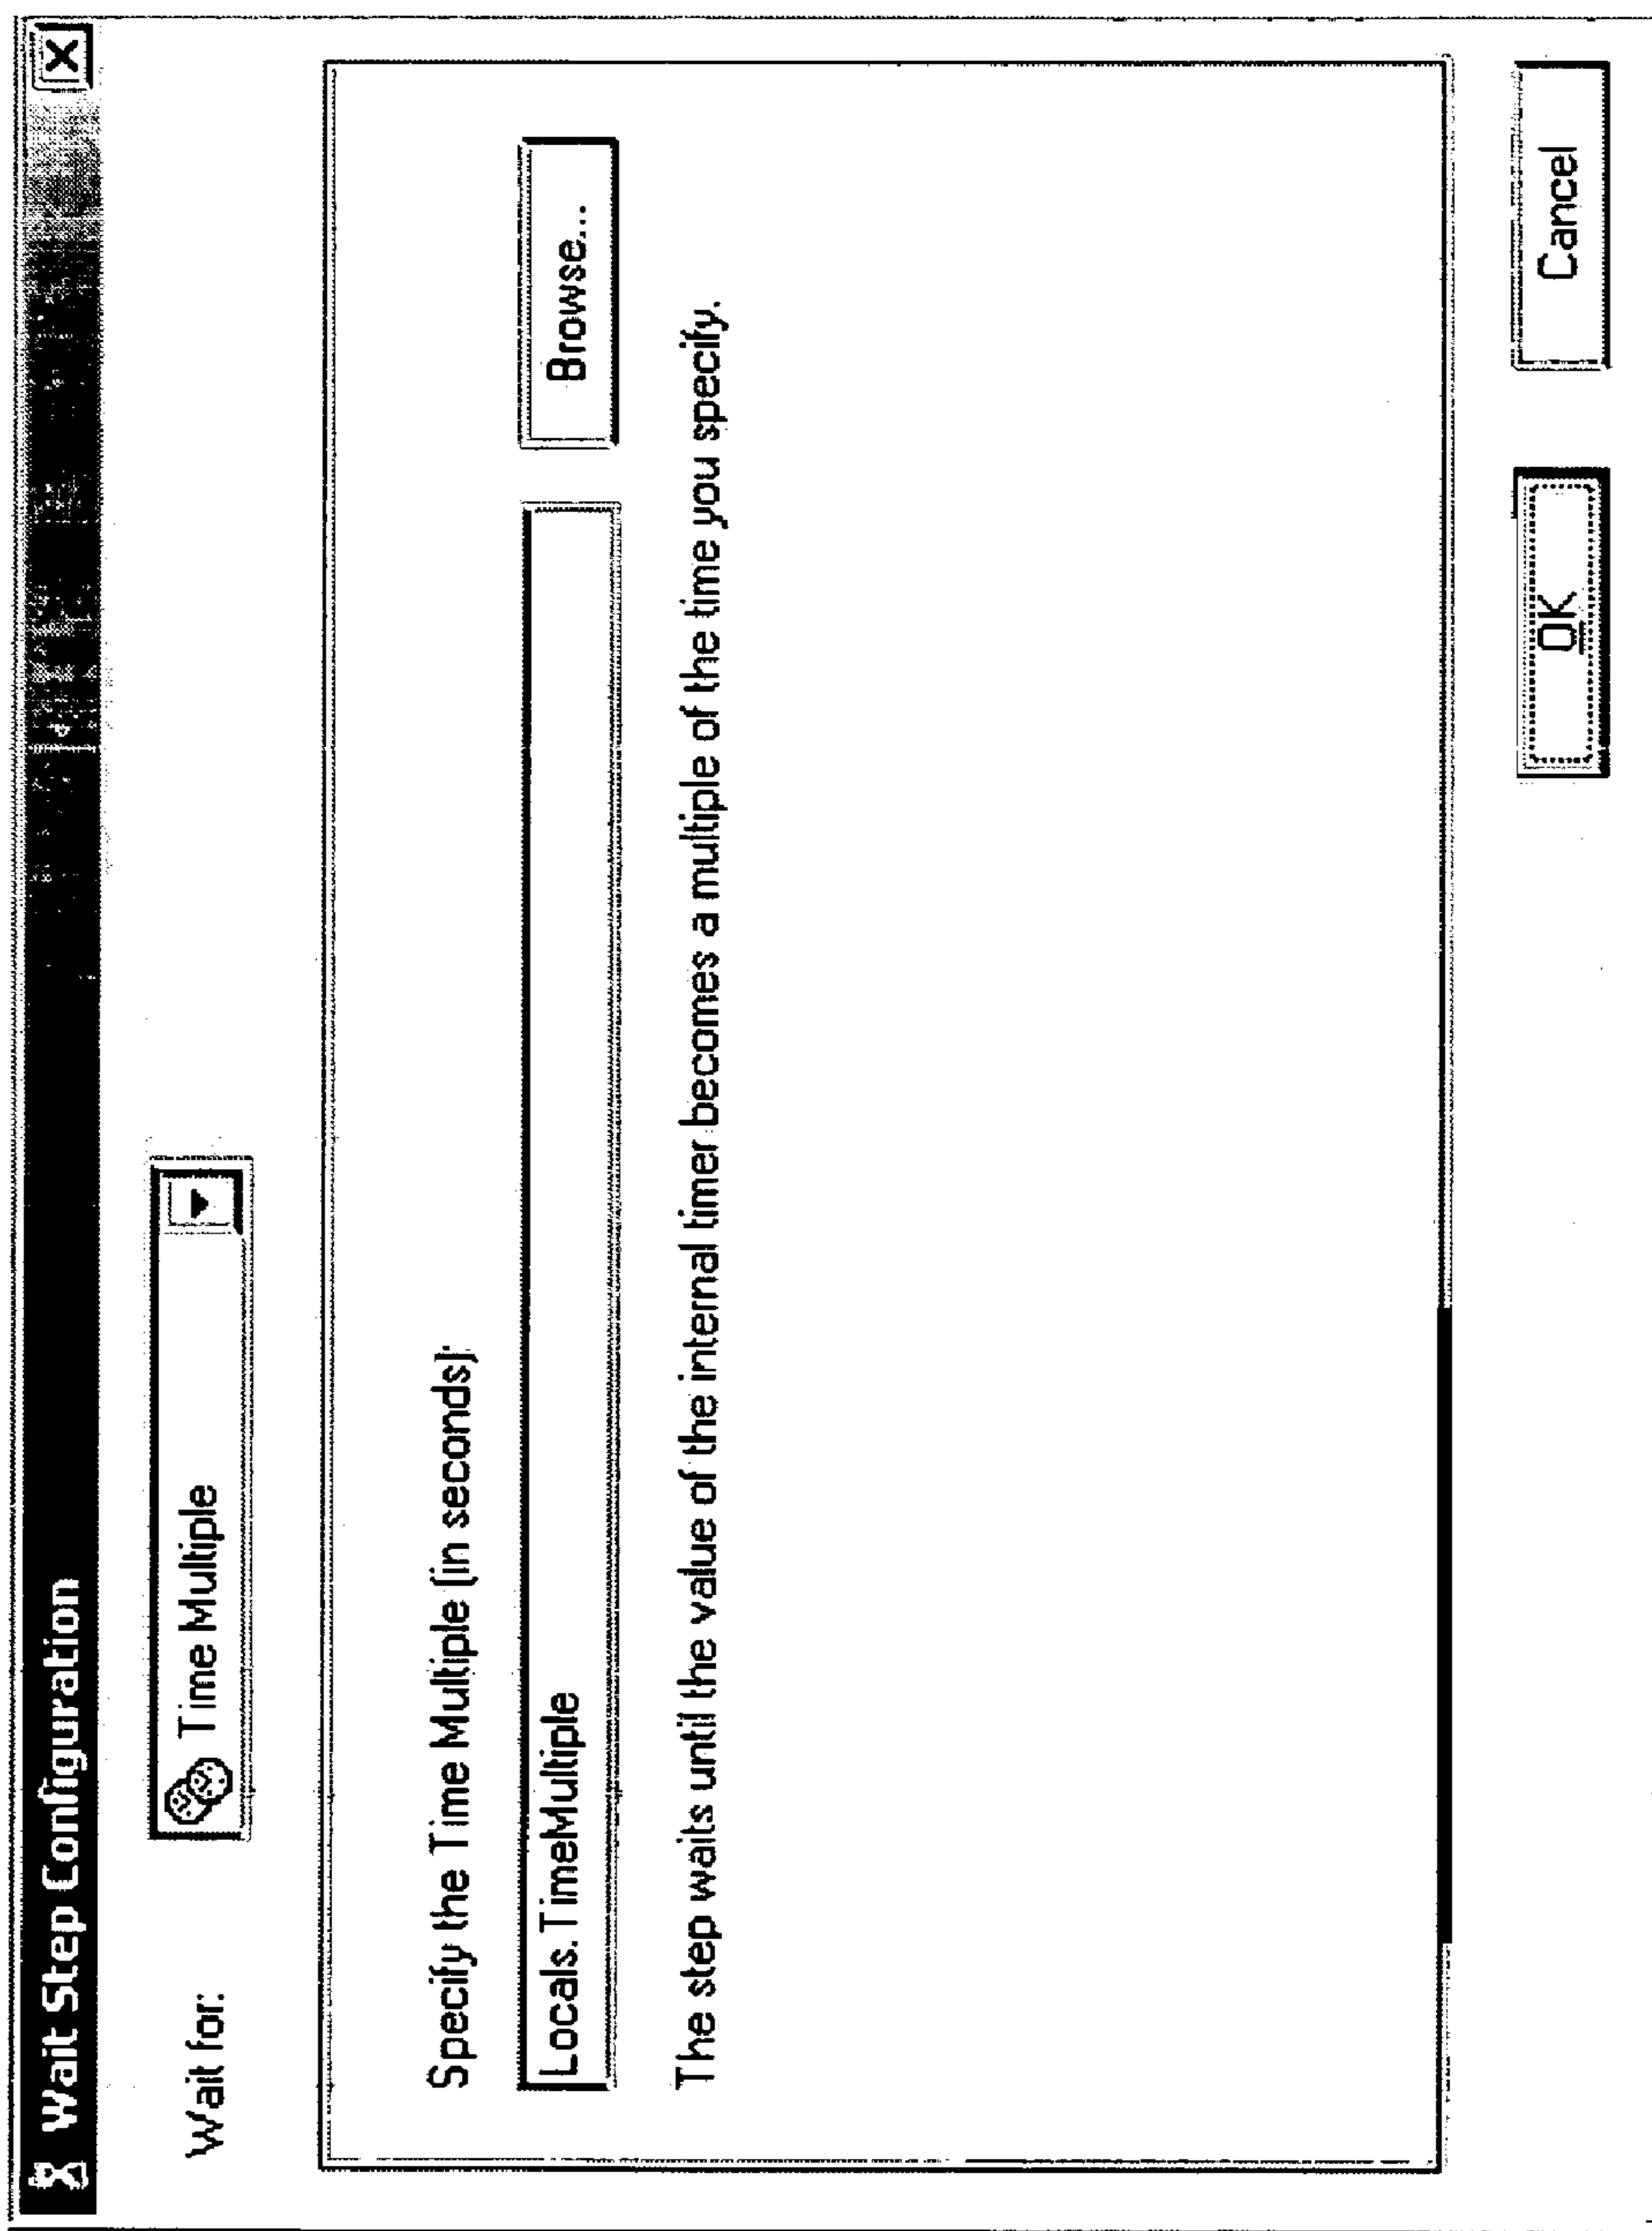 Wait Step Configuration
Wait for:
Time Multiple
Specify the Time Multiple (in seconds):
Locals.TimeMultiple
Browse...
The step waits until the value of the internal timer becomes a multiple of the time you specify.
OK
Cancel